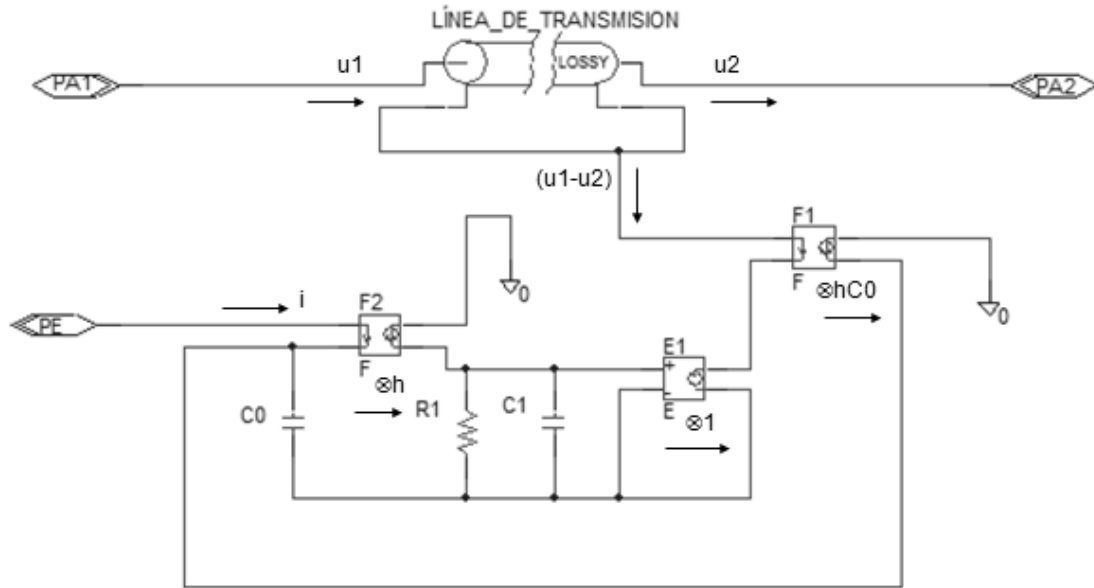 LÍNEA_DE_TRANSMISION
PA1
u1
LOSSY
u2
PA2
(u1-u2)
F1
F
⊗hC0
0
PE
i
F2
F
⊗h
0
C0
R1
C1
E1
+
-
E
⊗1